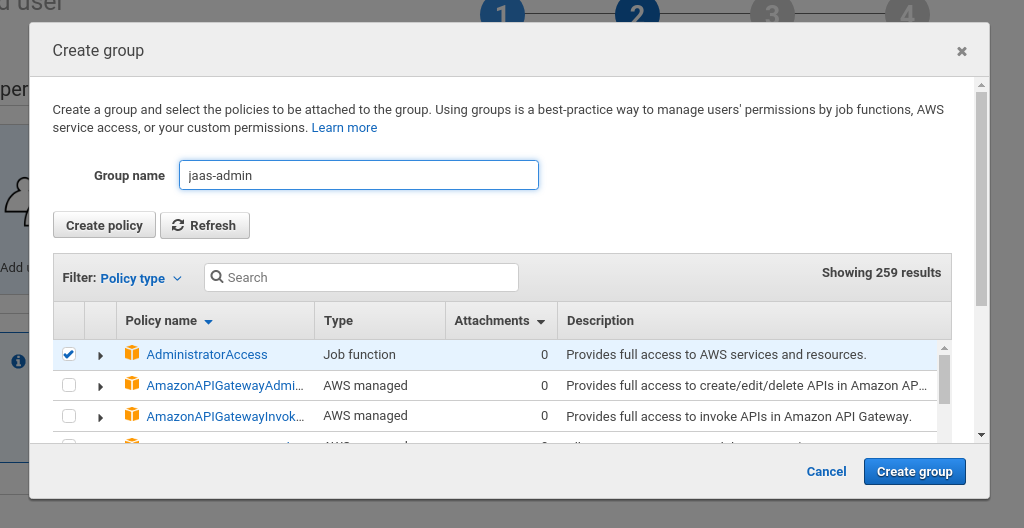 d user
1 2 3 4
Create group
per
Create a group and select the policies to be attached to the group. Using groups is a best-practice way to manage users' permissions by job functions, AWS
service access, or your custom permissions. Learn more
Group name jaas-admin
Create policy Refresh
Add
Filter: Policy type Search Showing 259 results
Policy name Type Attachments Description
AdministratorAccess Job function 0 Provides full access to AWS services and resources.
AmazonAPIGatewayAdmi... AWS managed 0 Provides full access to create/edit/delete APIs in Amazon AP...
AmazonAPIGatewayInvok... AWS managed 0 Provides full access to invoke APIs in Amazon API Gateway.
Cancel Create group